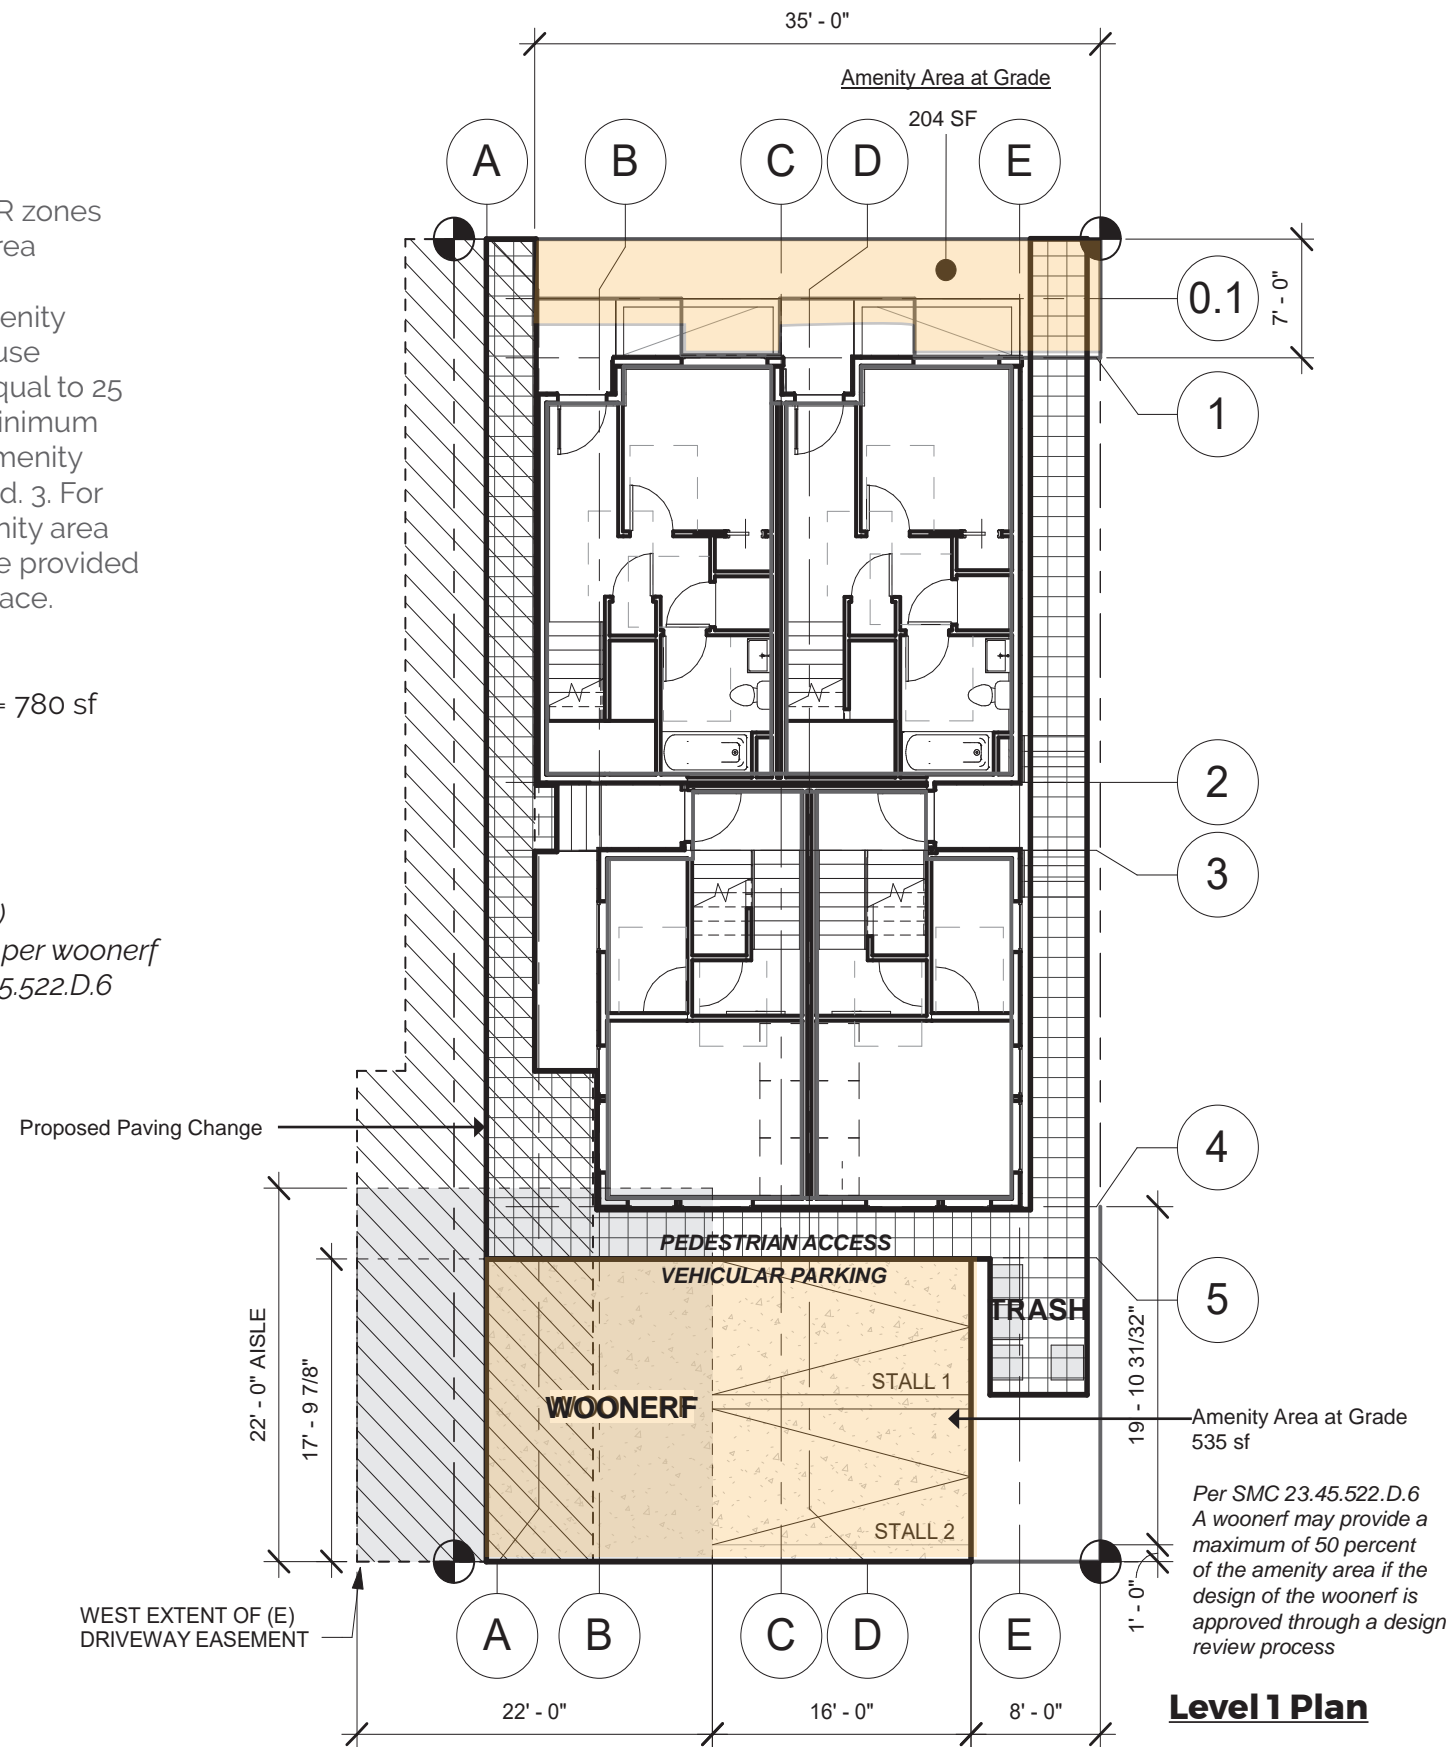 35' - 0"
Amenity Area at Grade
204 SF
A
B
C
D
E
R zones
rea
enity
use
qual to 25
inimum
menity
d. 3. For
nity area
e provided
ace.
= 780 sf
)
per woonerf
5.522.D.6
0.1
7' - 0"
1
2
3
4
5
Proposed Paving Change
PEDESTRIAN ACCESS
VEHICULAR PARKING
TRASH
22' - 0" AISLE
17' - 9 7/8"
WOONERF
STALL 1
STALL 2
19' - 10 31/32"
1' - 0"
Amenity Area at Grade
535 sf
Per SMC 23.45.522.D.6
A woonerf may provide a
maximum of 50 percent
of the amenity area if the
design of the woonerf is
approved through a design
review process
WEST EXTENT OF (E)
DRIVEWAY EASEMENT
A
B
C
D
E
22' - 0"
16' - 0"
8' - 0"
Level 1 Plan